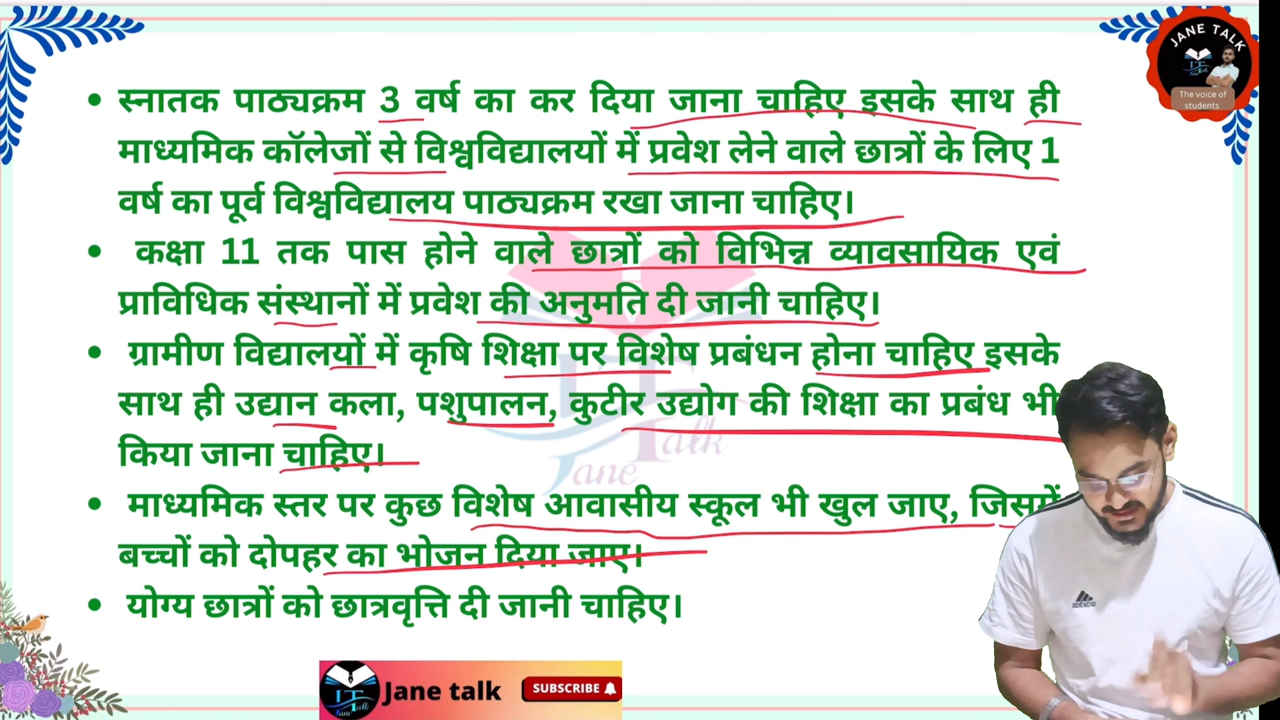 JANE TALK
The voice of
students
• स्नातक पाठ्यक्रम 3 वर्ष का कर दिया जाना चाहिए इसके साथ ही
माध्यमिक कॉलेजों से विश्वविद्यालयों में प्रवेश लेने वाले छात्रों के लिए 1
वर्ष का पूर्व विश्वविद्यालय पाठ्यक्रम रखा जाना चाहिए।
• कक्षा 11 तक पास होने वाले छात्रों को विभिन्न व्यावसायिक एवं
प्राविधिक संस्थानों में प्रवेश की अनुमति दी जानी चाहिए।
• ग्रामीण विद्यालयों में कृषि शिक्षा पर विशेष प्रबंधन होना चाहिए इसके
साथ ही उद्यान कला, पशुपालन, कुटीर उद्योग की शिक्षा का प्रबंध भी
किया जाना चाहिए।
• माध्यमिक स्तर पर कुछ विशेष आवासीय स्कूल भी खुल जाए, जिसमें
बच्चों को दोपहर का भोजन दिया जाए।
• योग्य छात्रों को छात्रवृत्ति दी जानी चाहिए।
Jane Talk
Jane talk
SUBSCRIBE